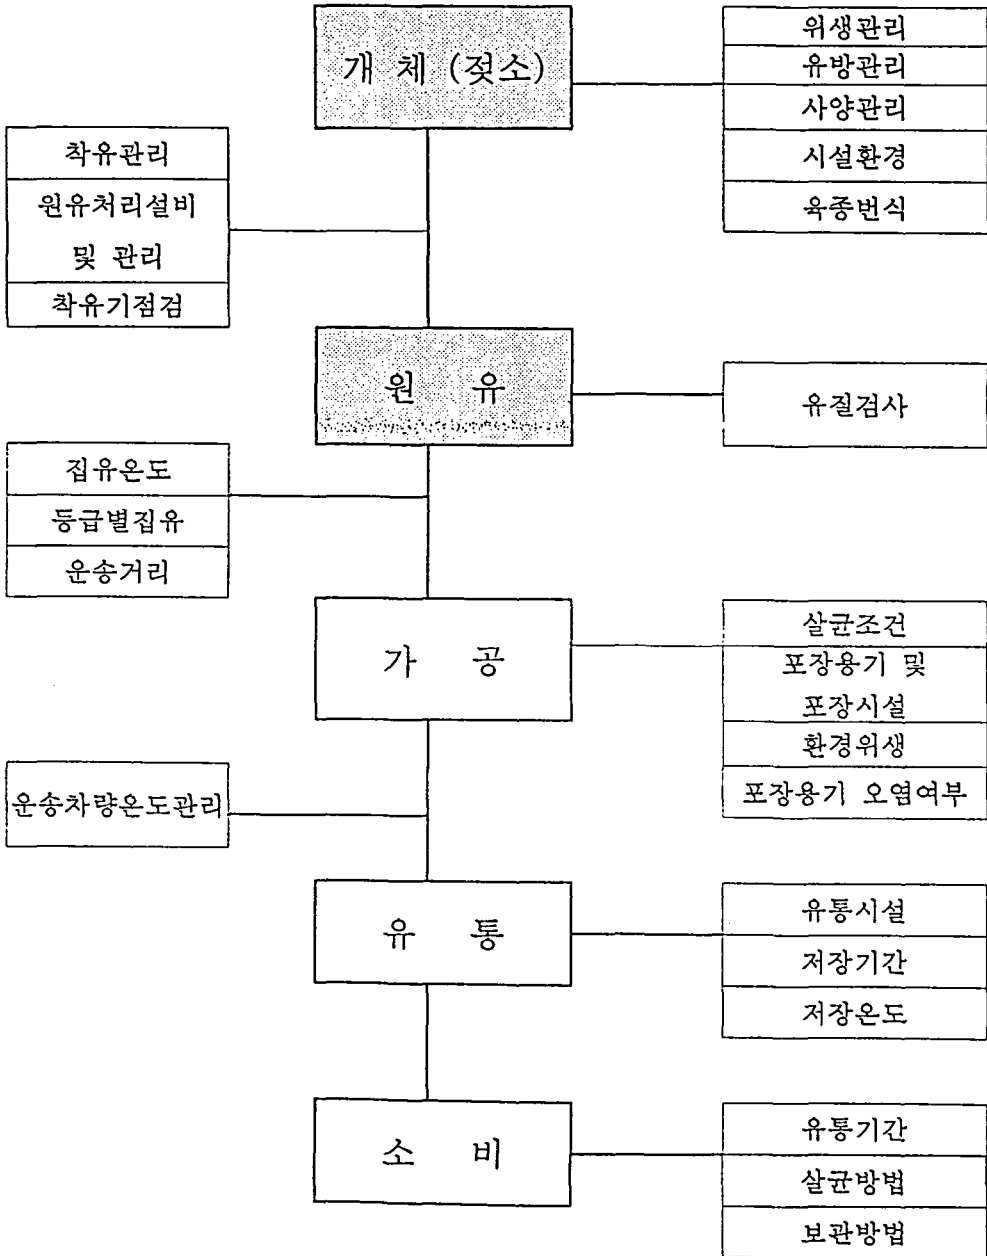 개 체 (젖소)
위생관리
유방관리
사양관리
시설환경
육종번식
착유관리
원유처리설비
및 관리
착유기점검
원 유
유질검사
집유온도
등급별집유
운송거리
가 공
살균조건
포장용기 및
포장시설
환경위생
포장용기 오염여부
운송차량온도관리
유 통
유통시설
저장기간
저장온도
소 비
유통기간
살균방법
보관방법